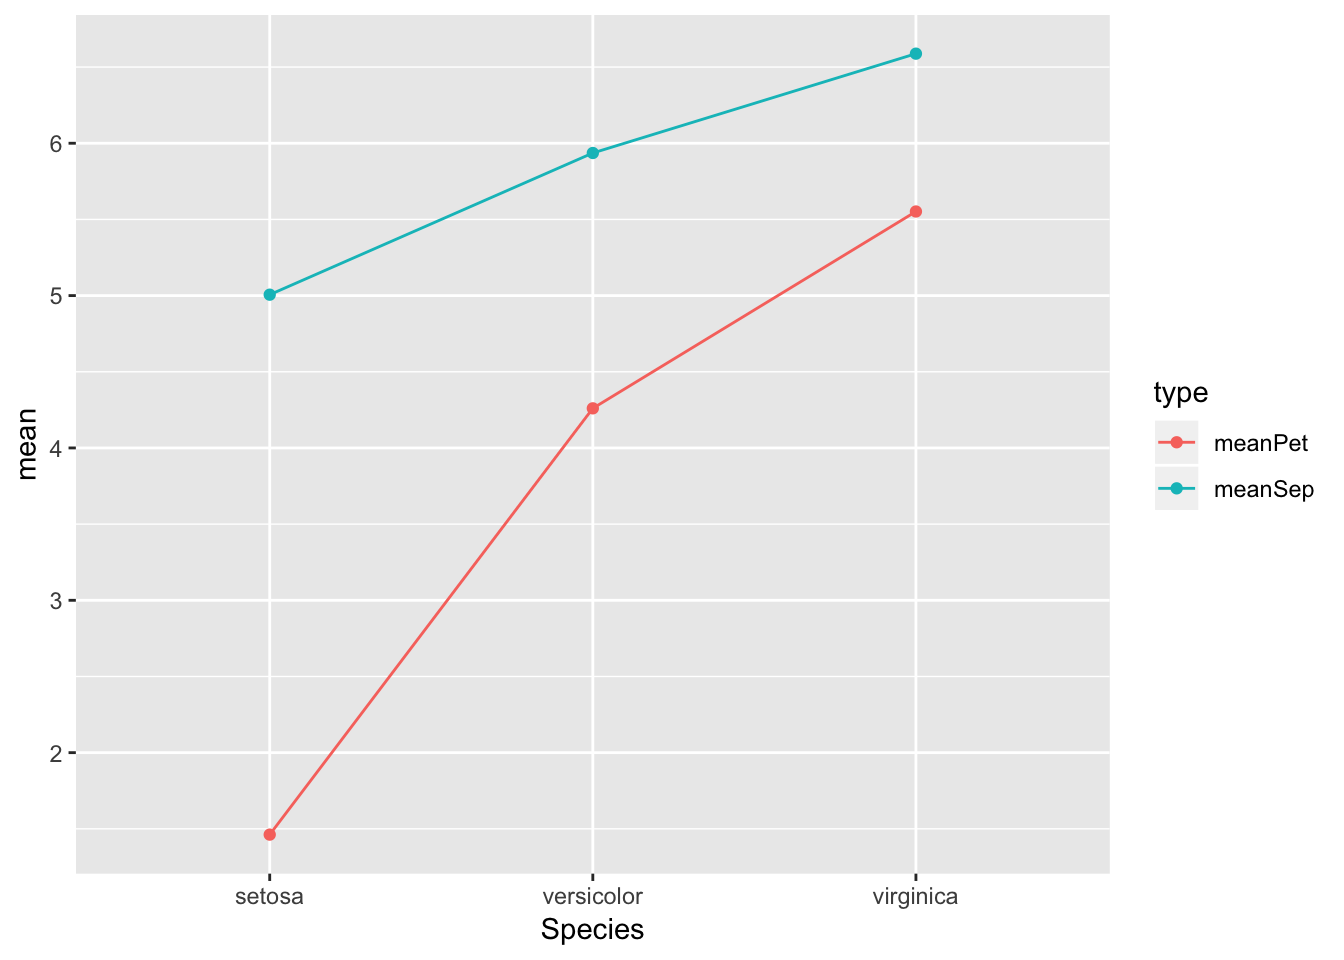 mean
6
5
4
3
2
setosa
versicolor
virginica
Species
type
meanPet
meanSep